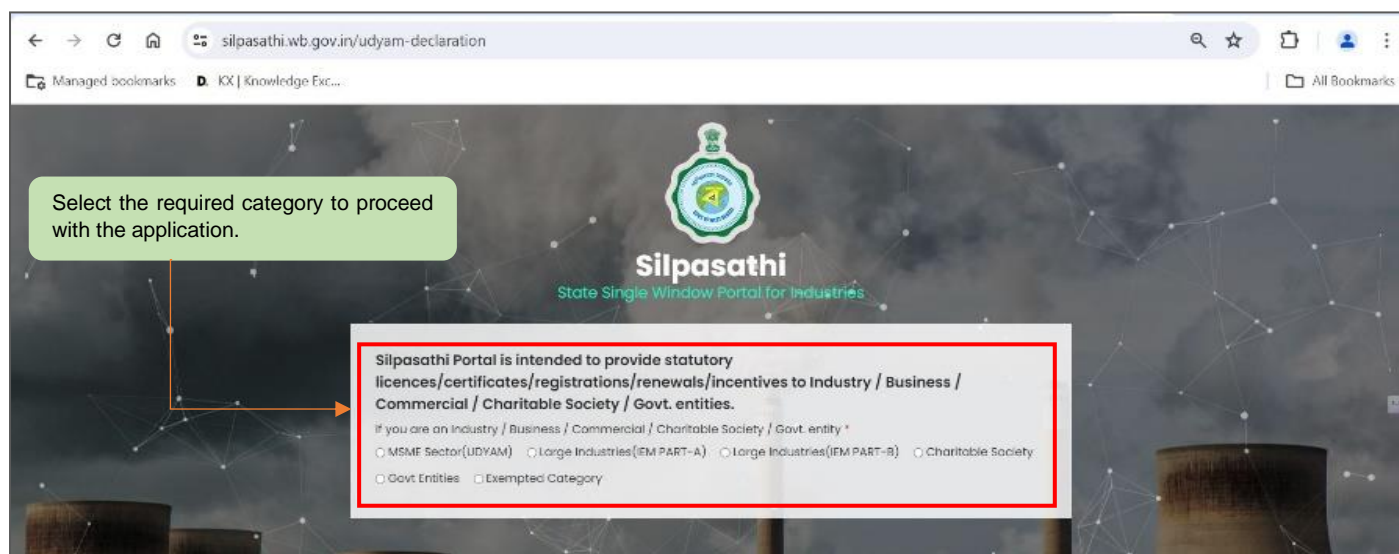 silpasathi.wb.gov.in/udyam-declaration
Managed bookmarks D. KX | Knowledge Exc... All Bookmarks
Select the required category to proceed
with the application.
Silpasathi
State Single Window Portal for Industries
Silpasathi Portal is intended to provide statutory
licences/certificates/registrations/renewals/incentives to Industry / Business /
Commercial / Charitable Society / Govt. entities.
If you are an Industry / Business / Commercial / Charitable Society / Govt. entity *
MSME Sector(UDYAM) Large Industries(IEM PART-A) Large Industries(IEM PART-B) Charitable Society
Govt Entities Exempted Category